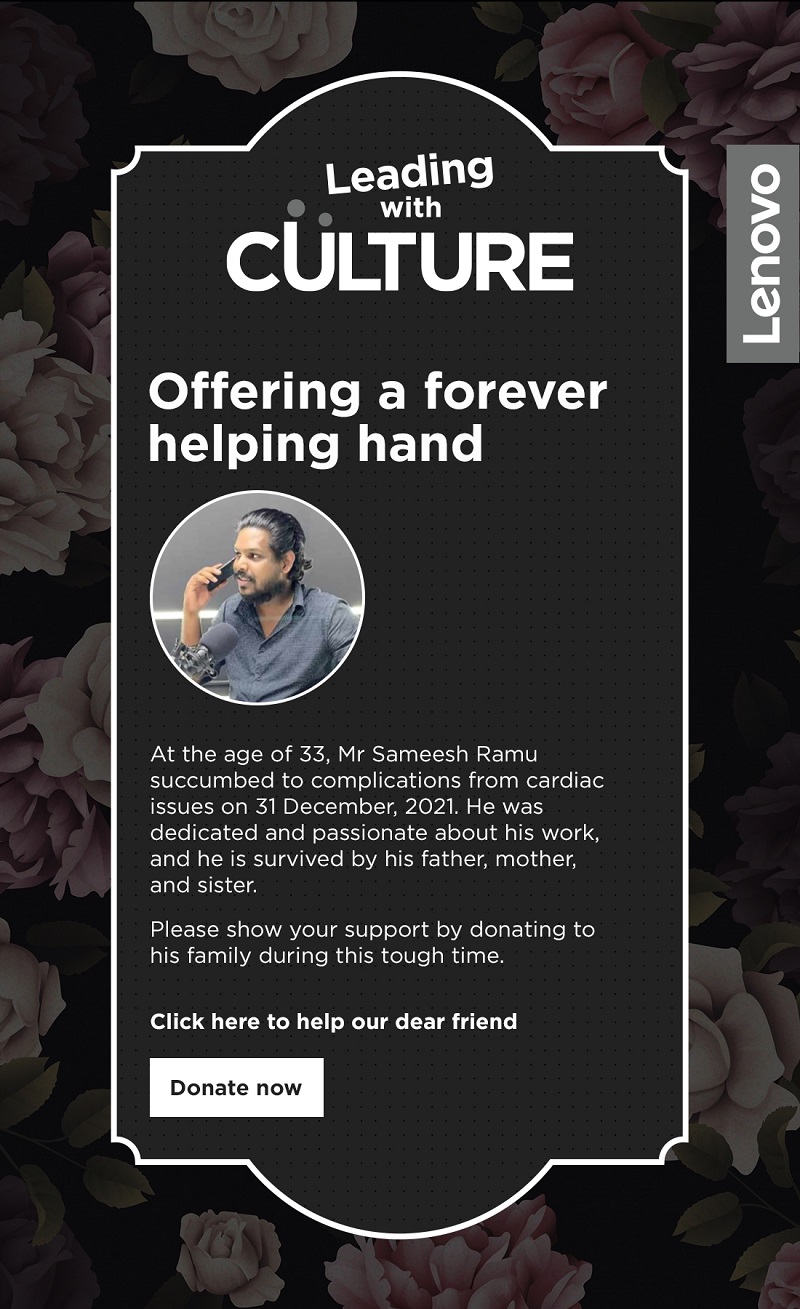 Leading
with
CÜLTURE
Lenovo
Offering a forever
helping hand
At the age of 33, Mr Sameesh Ramu
succumbed to complications from cardiac
issues on 31 December, 2021. He was
dedicated and passionate about his work,
and he is survived by his father, mother,
and sister.
Please show your support by donating to
his family during this tough time.
Click here to help our dear friend
Donate now